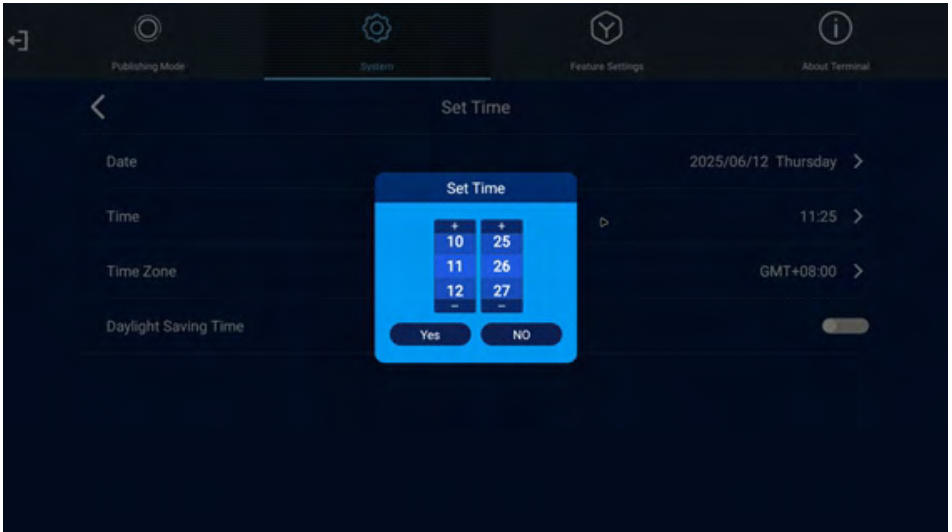 Publishing Mode
System
Feature Settings
About Terminal
Set Time
Date
2025/06/12 Thursday
Time
11:25
Time Zone
GMT+08:00
Daylight Saving Time
Set Time
+ +
10 25
11 26
12 27
− −
Yes
NO